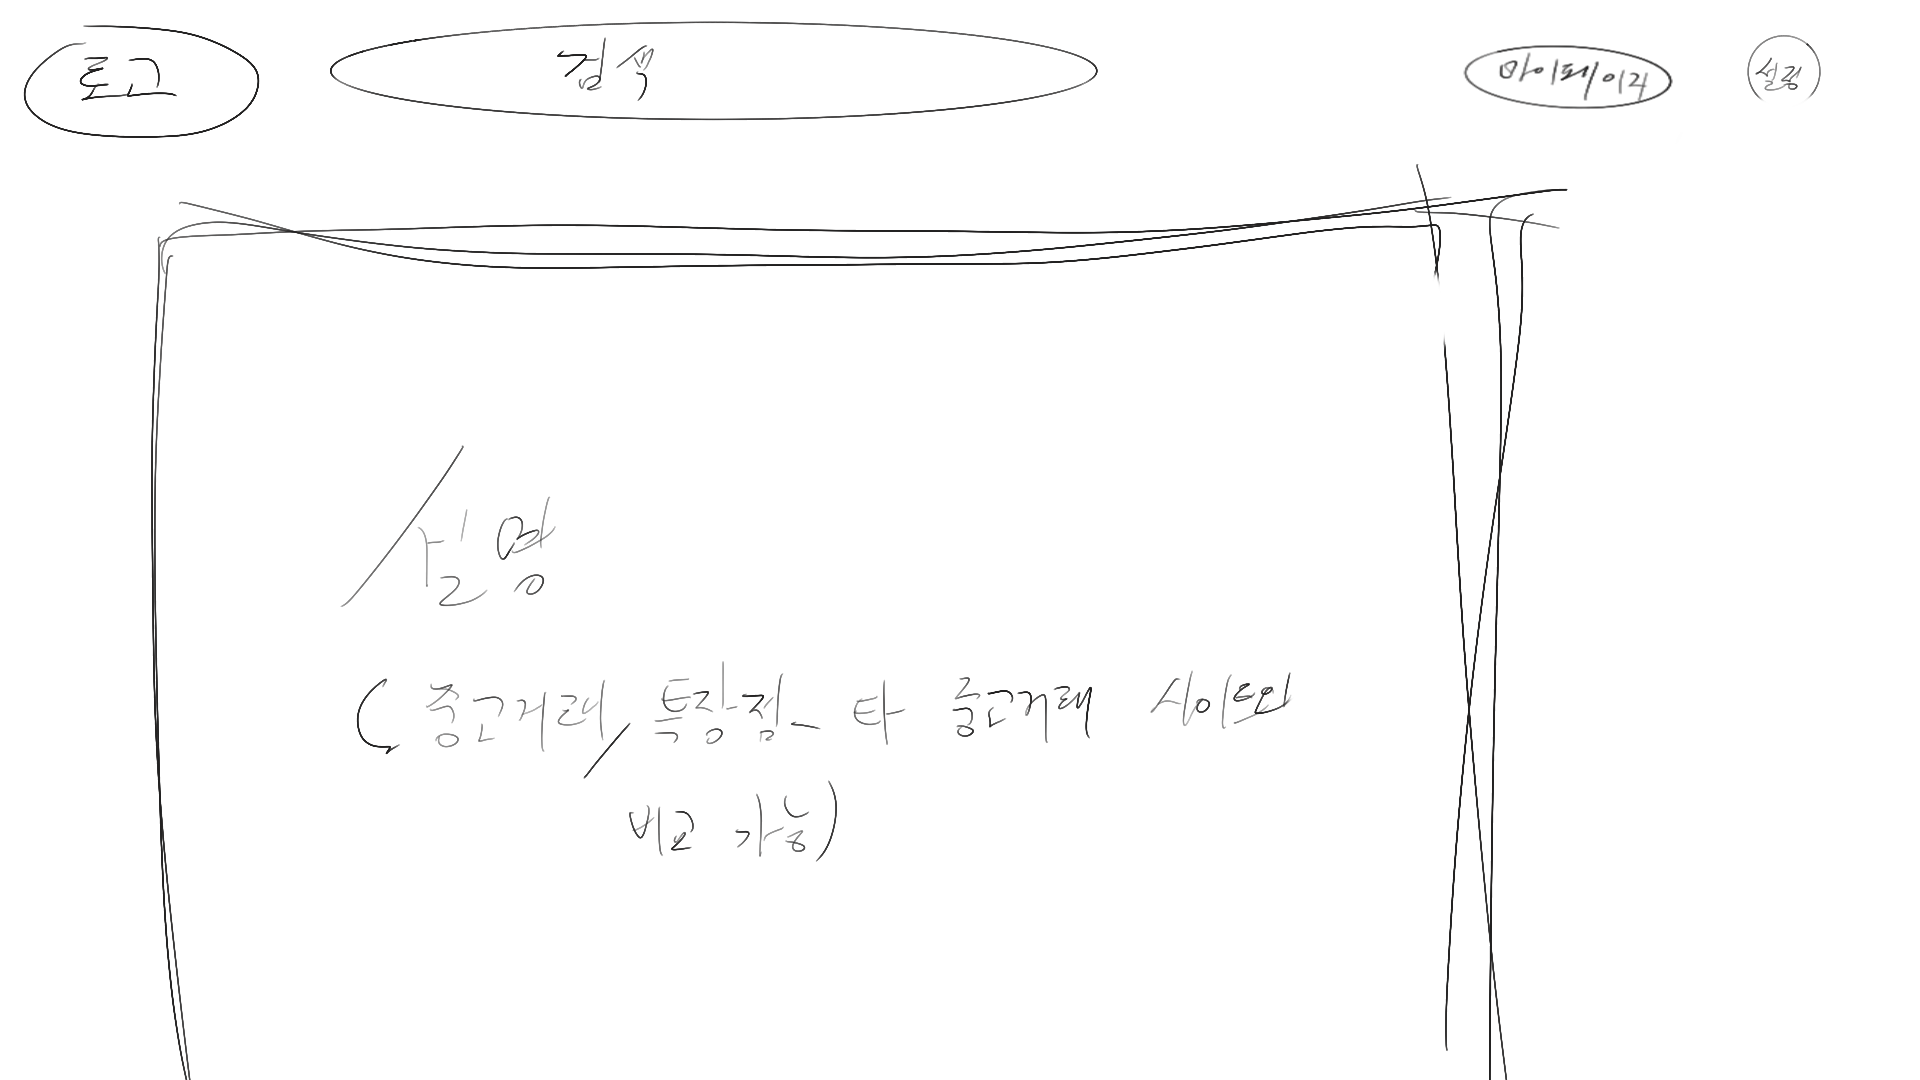 로고
검색
마이페이지
설정
설명
(중고거래, 특장점 - 타 중고거래 사이트와
비교 가능)